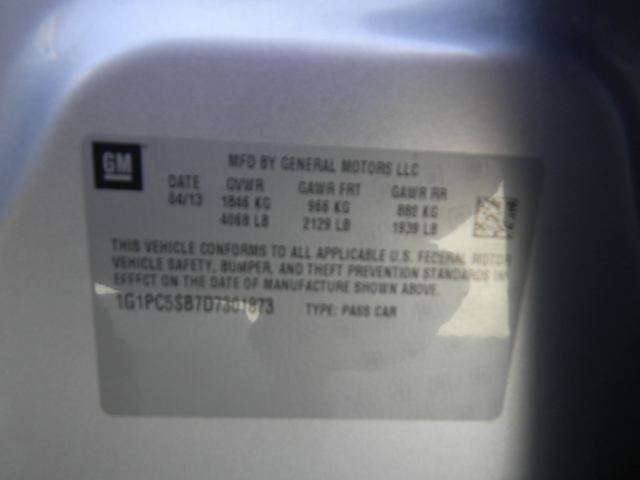 GM
MFD BY GENERAL MOTORS LLC
DATE GVWR GAWR FRT GAWR RR
04/13 1846 KG 966 KG 880 KG
4068 LB 2129 LB 1939 LB
THIS VEHICLE CONFORMS TO ALL APPLICABLE U.S. FEDERAL MOTOR
VEHICLE SAFETY, BUMPER, AND THEFT PREVENTION STANDARDS IN
EFFECT ON THE DATE OF MANUFACTURE SHOWN ABOVE.
1G1PC5SB7D7301873 TYPE: PASS CAR